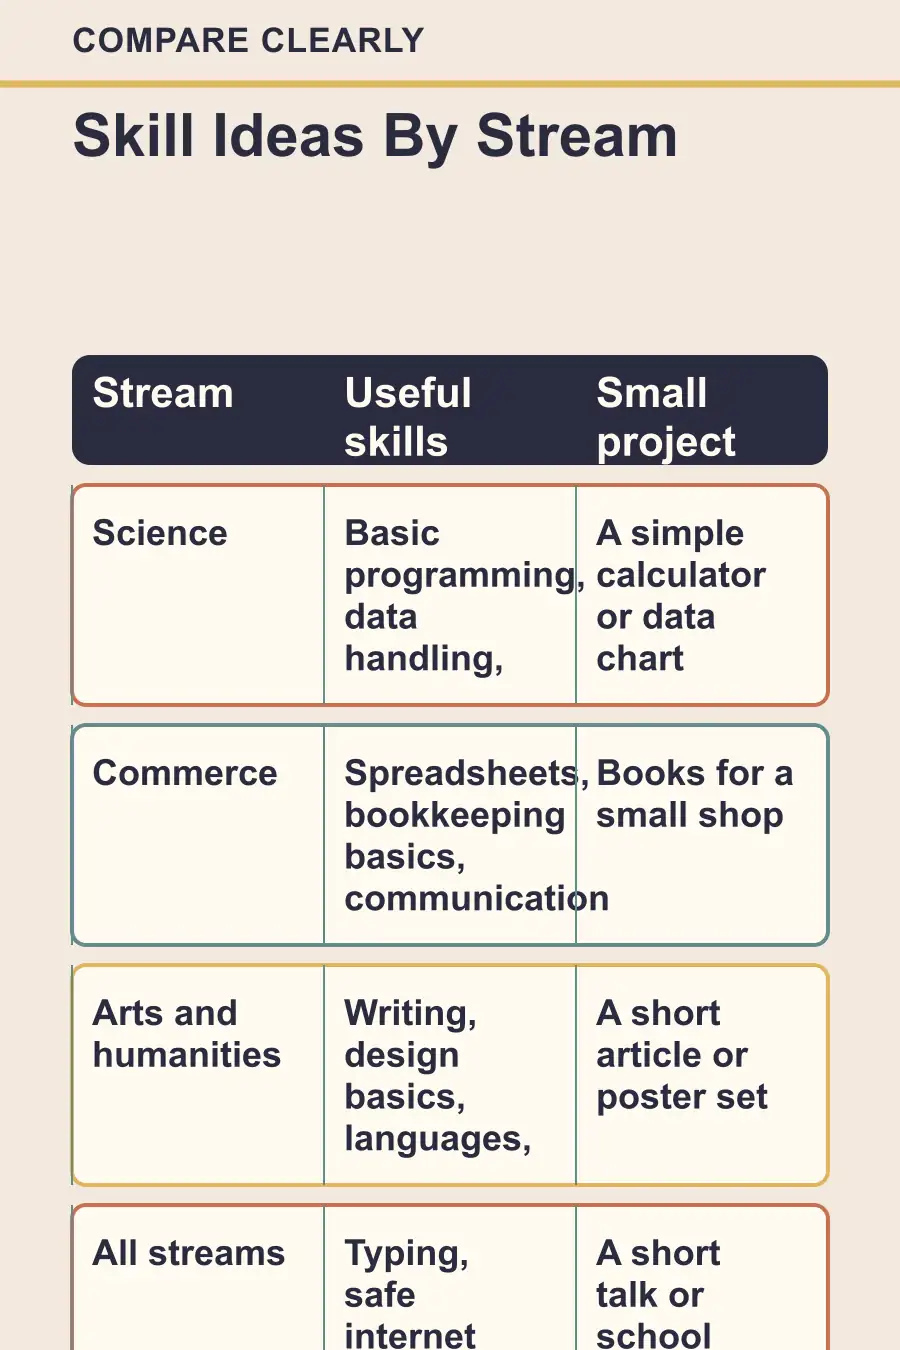 COMPARE CLEARLY
Skill Ideas By Stream
Stream
Useful
skills
Small
project
Science
Basic
programming,
data
handling,
A simple
calculator
or data
chart
Commerce
Spreadsheets,
bookkeeping
basics,
communication
Books for a
small shop
Arts and
humanities
Writing,
design
basics,
languages,
A short
article or
poster set
All streams
Typing,
safe
internet
A short
talk or
school